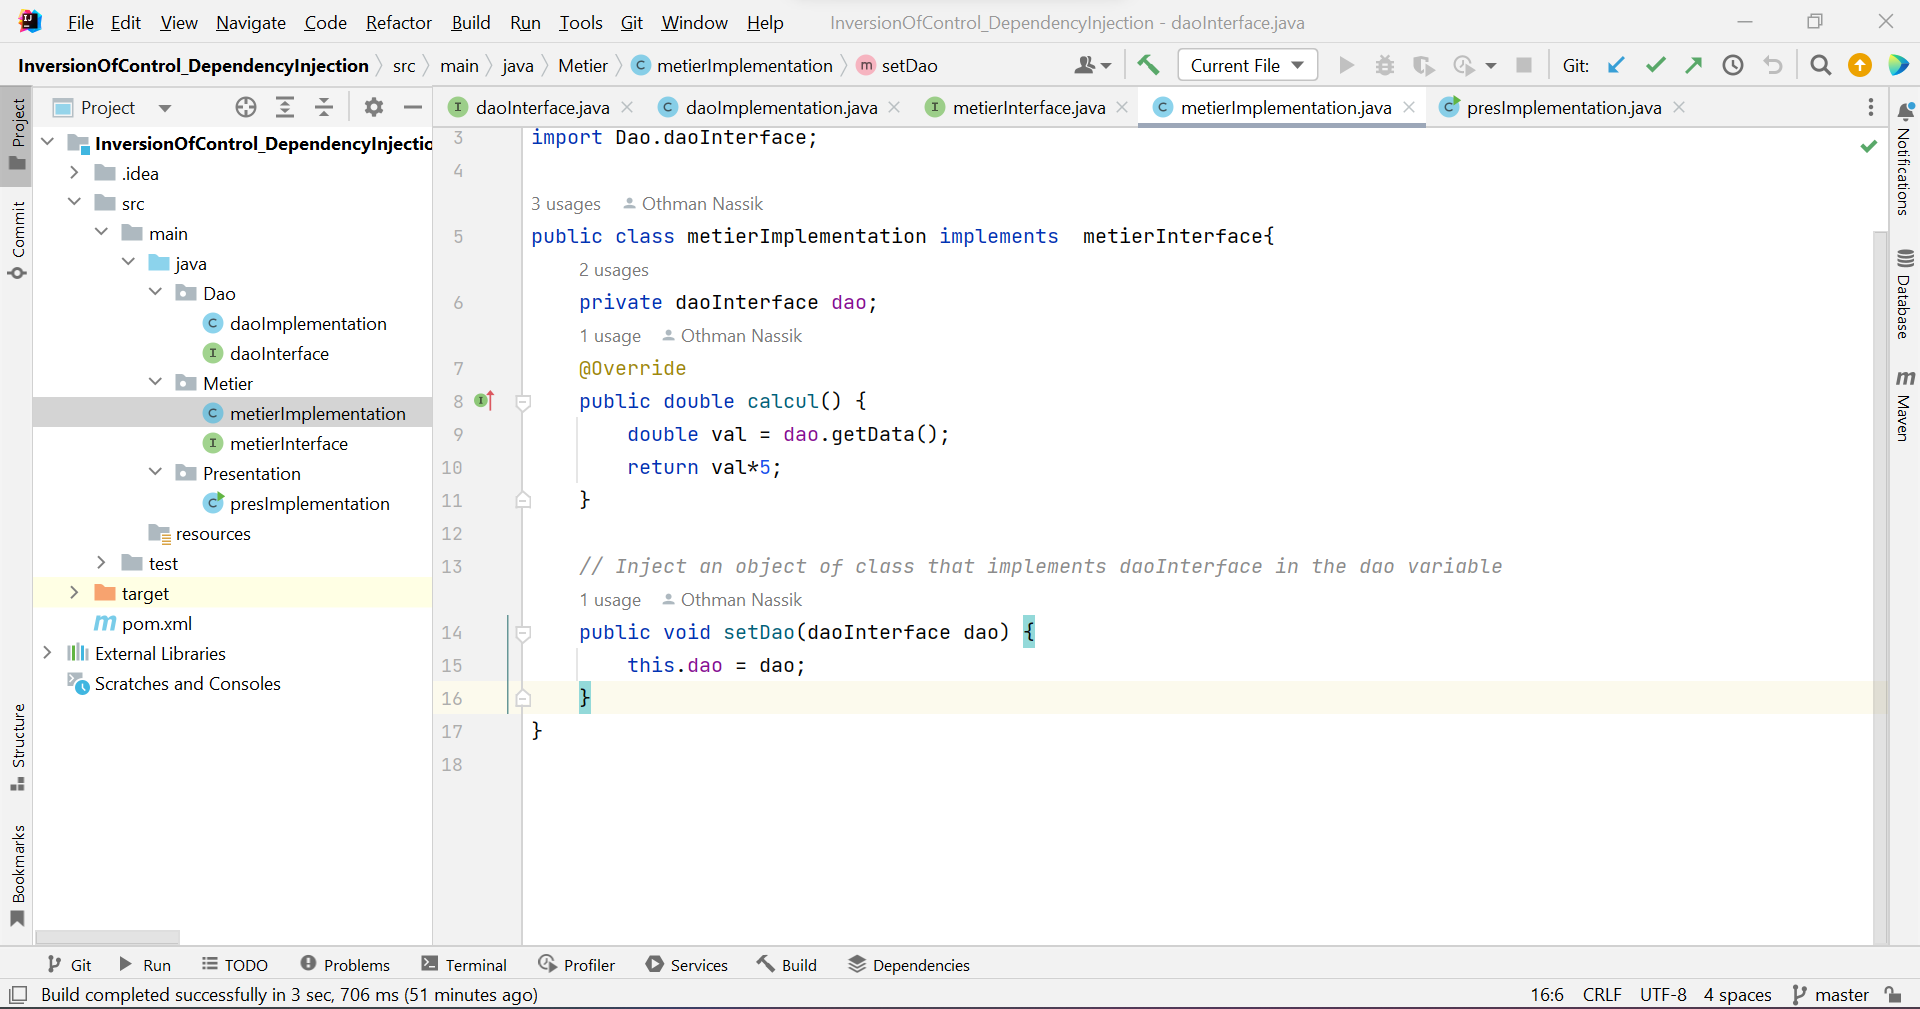 File Edit View Navigate Code Refactor Build Run Tools Git Window Help InversionOfControl_DependencyInjection - daoInterface.java
InversionOfControl_DependencyInjection src main java Metier metierImplementation setDao Current File Git:
Project daoInterface.java daoImplementation.java metierInterface.java metierImplementation.java presImplementation.java
Project
Commit
Structure
Bookmarks
InversionOfControl_DependencyInjectio
.idea
src
main
java
Dao
daoImplementation
daoInterface
Metier
metierImplementation
metierInterface
Presentation
presImplementation
resources
test
target
pom.xml
External Libraries
Scratches and Consoles
3 import Dao.daoInterface;
4
3 usages Othman Nassik
5 public class metierImplementation implements  metierInterface{
2 usages
6 private daoInterface dao;
1 usage Othman Nassik
7 @Override
8 public double calcul() {
9 double val = dao.getData();
10 return val*5;
11 }
12
13 // Inject an object of class that implements daoInterface in the dao variable
1 usage Othman Nassik
14 public void setDao(daoInterface dao) {
15 this.dao = dao;
16 }
17 }
18
Notifications
Database
Maven
Git Run TODO Problems Terminal Profiler Services Build Dependencies
Build completed successfully in 3 sec, 706 ms (51 minutes ago) 16:6 CRLF UTF-8 4 spaces master